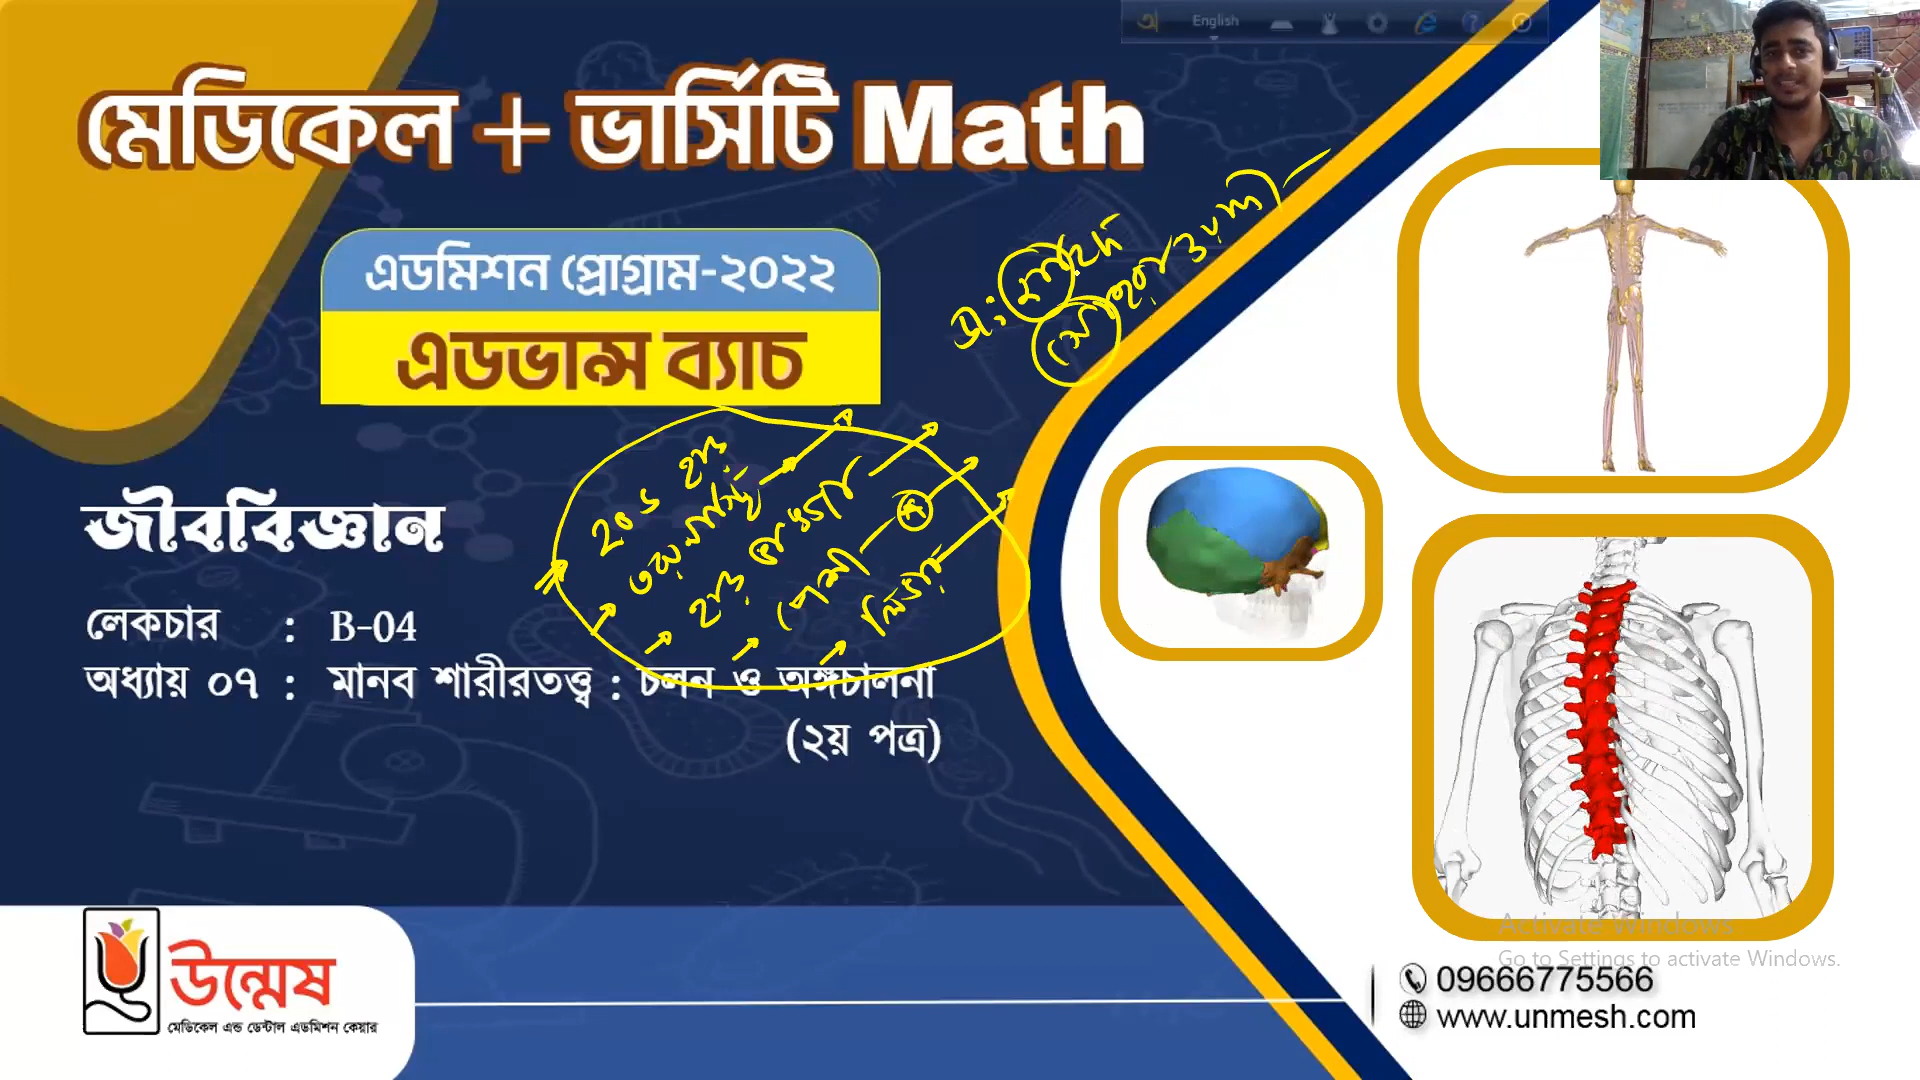 English
মেডিকেল + ভার্সিটি Math
এডমিশন প্রোগ্রাম-২০২২
এডভান্স ব্যাচ
জীববিজ্ঞান
লেকচার : B-04
অধ্যায় ০৭ : মানব শারীরতত্ত্ব : চলন ও অঙ্গচালনা
(২য় পত্র)
হাড়
হাড়
পেশী
লিভার
উন্মেষ
মেডিকেল এন্ড ডেন্টাল এডমিশন কেয়ার
Activate Windows
Go to Settings to activate Windows.
09666775566
www.unmesh.com